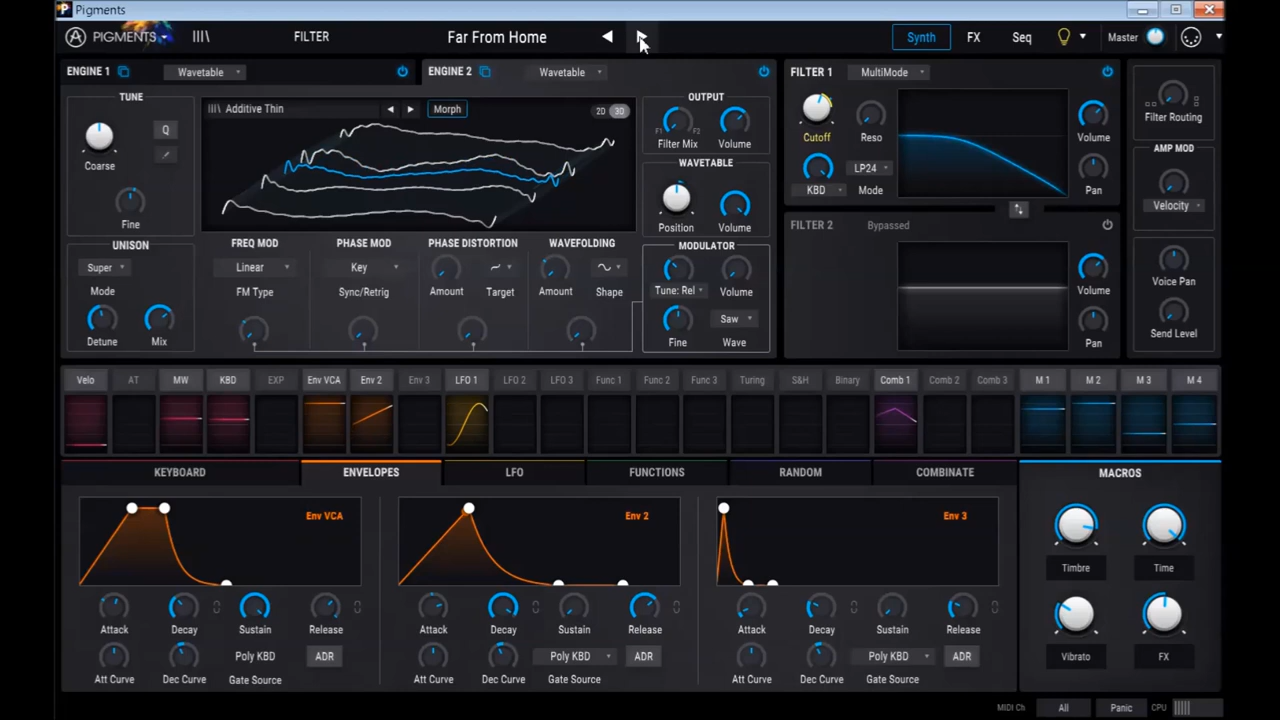 Pigments
PIGMENTS
FILTER
Far From Home
Synth
FX
Seq
Master
ENGINE 1
Wavetable
ENGINE 2
Wavetable
TUNE
Q
Coarse
Fine
UNISON
Super
Mode
Detune
Mix
Additive Thin
Morph
2D
3D
OUTPUT
F1
F2
Filter Mix
Volume
WAVETABLE
Position
Volume
FREQ MOD
Linear
FM Type
PHASE MOD
Key
Sync/Retrig
PHASE DISTORTION
Amount
Target
WAVEFOLDING
Amount
Shape
MODULATOR
Tune: Rel
Volume
Fine
Saw
Wave
FILTER 1
MultiMode
Cutoff
Reso
KBD
LP24
Mode
Volume
Pan
FILTER 2
Bypassed
Volume
Pan
Filter Routing
AMP MOD
Velocity
Voice Pan
Send Level
Velo
AT
MW
KBD
EXP
Env VCA
Env 2
Env 3
LFO 1
LFO 2
LFO 3
Func 1
Func 2
Func 3
Turing
S&H
Binary
Comb 1
Comb 2
Comb 3
M 1
M 2
M 3
M 4
KEYBOARD
ENVELOPES
LFO
FUNCTIONS
RANDOM
COMBINATE
MACROS
Env VCA
Attack
Decay
Sustain
Release
Att Curve
Dec Curve
Poly KBD
Gate Source
ADR
Env 2
Attack
Decay
Sustain
Release
Att Curve
Dec Curve
Poly KBD
Gate Source
ADR
Env 3
Attack
Decay
Sustain
Release
Att Curve
Dec Curve
Poly KBD
Gate Source
ADR
Timbre
Time
Vibrato
FX
MIDI Ch
All
Panic
CPU